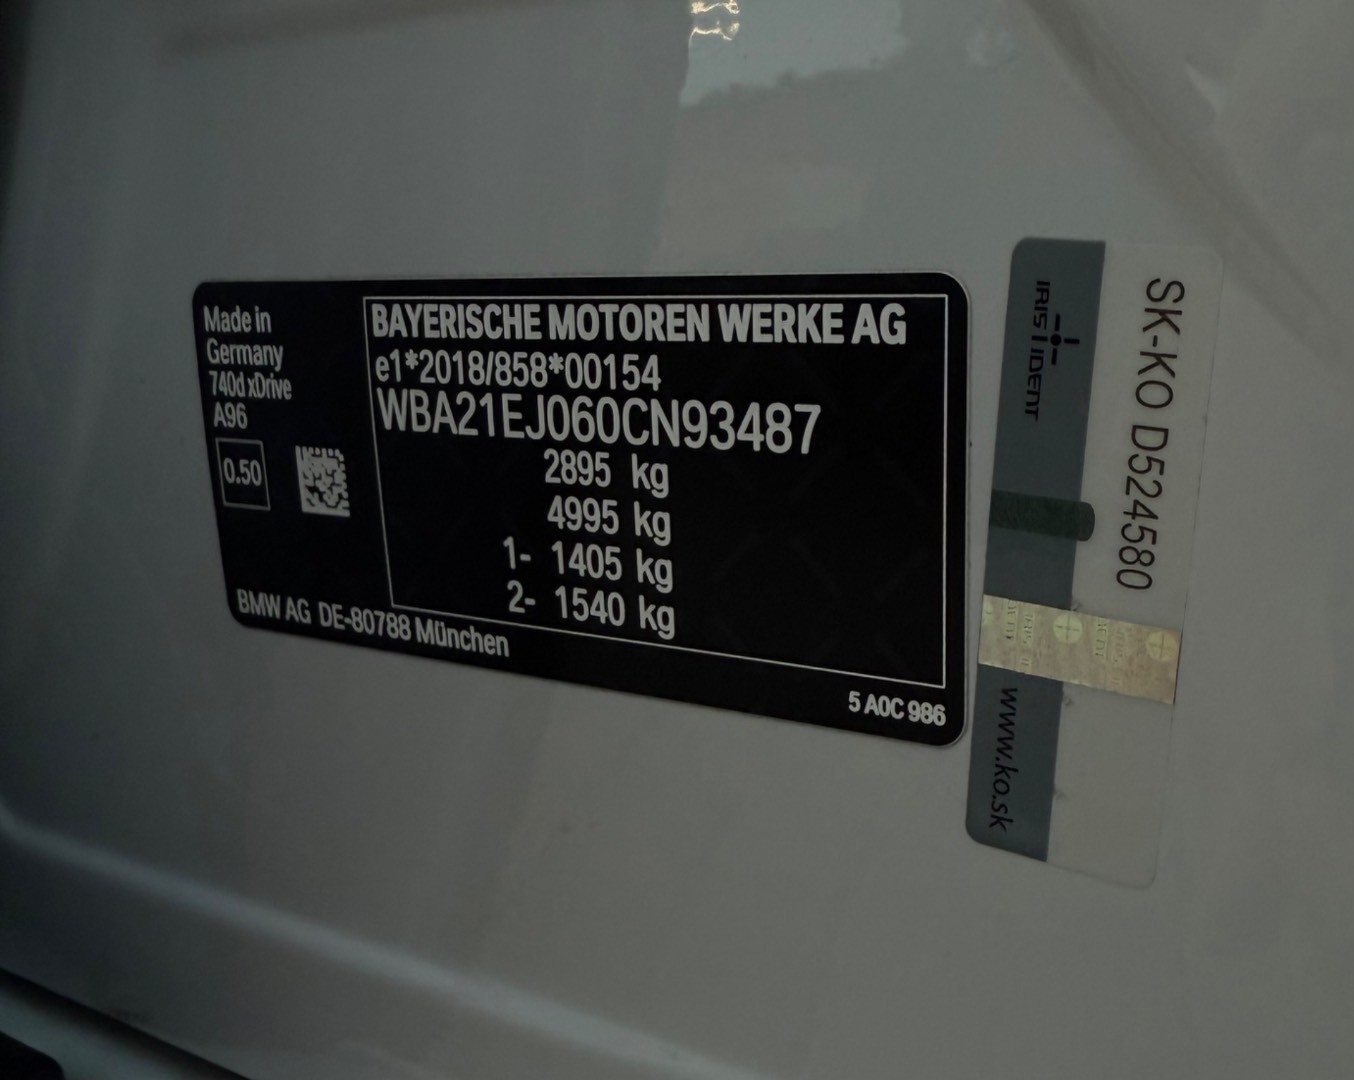 Made in
Germany
740d xDrive
A96
0.50
BAYERISCHE MOTOREN WERKE AG
e1*2018/858*00154
WBA21EJ060CN93487
2895 kg
4995 kg
1- 1405 kg
2- 1540 kg
BMW AG DE-80788 München
5 A0C 986
IRIS IDENT
SK-KO D524580
www.ko.sk